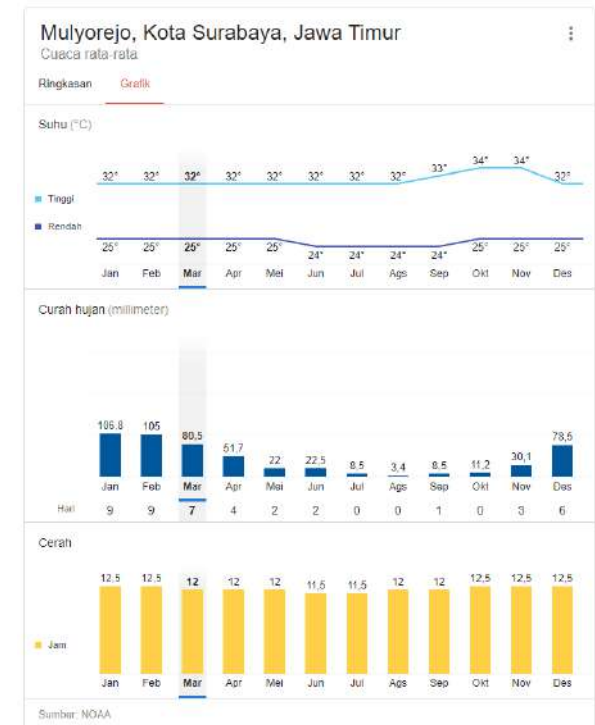 Mulyorejo, Kota Surabaya, Jawa Timur
Cuaca rata-rata
Ringkasan Grafik
Suhu (°C)
32° 32° 32° 32° 32° 32° 32° 32° 33° 34° 34° 32°
Tinggi
Rendah
25° 25° 25° 25° 25° 24° 24° 24° 24° 25° 25° 25°
Jan Feb Mar Apr Mei Jun Jul Ags Sep Okt Nov Des
Curah hujan (millimeter)
106,8 105 80,5 51,7 22 22,5 8,5 3,4 8,5 11,2 30,1 78,5
Jan Feb Mar Apr Mei Jun Jul Ags Sep Okt Nov Des
Hari 9 9 7 4 2 2 0 0 1 0 3 6
Cerah
12,5 12,5 12 12 12 11,5 11,5 12 12 12,5 12,5 12,5
Jam
Jan Feb Mar Apr Mei Jun Jul Ags Sep Okt Nov Des
Sumber: NOAA